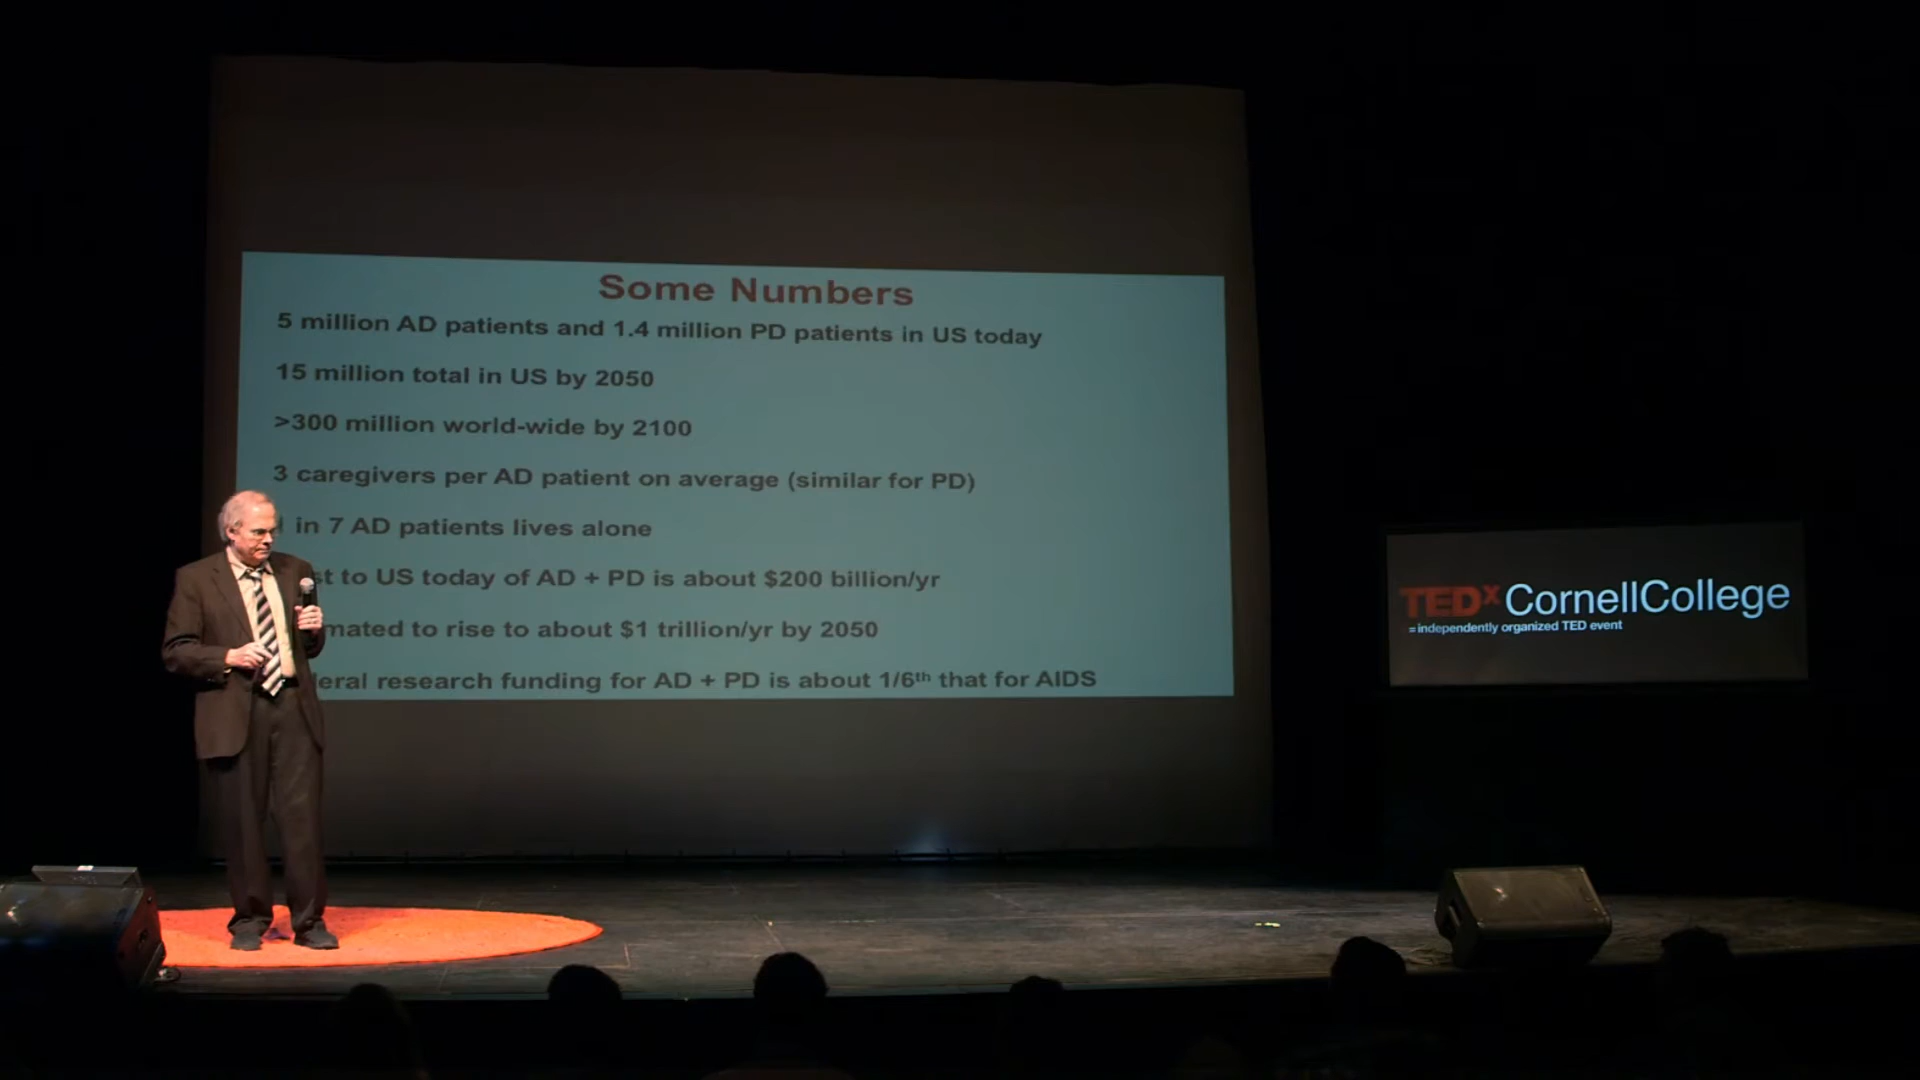 Some Numbers
5 million AD patients and 1.4 million PD patients in US today
15 million total in US by 2050
>300 million world-wide by 2100
3 caregivers per AD patient on average (similar for PD)
in 7 AD patients lives alone
st to US today of AD + PD is about $200 billion/yr
mated to rise to about $1 trillion/yr by 2050
eral research funding for AD + PD is about 1/6th that for AIDS
TEDx CornellCollege
= independently organized TED event